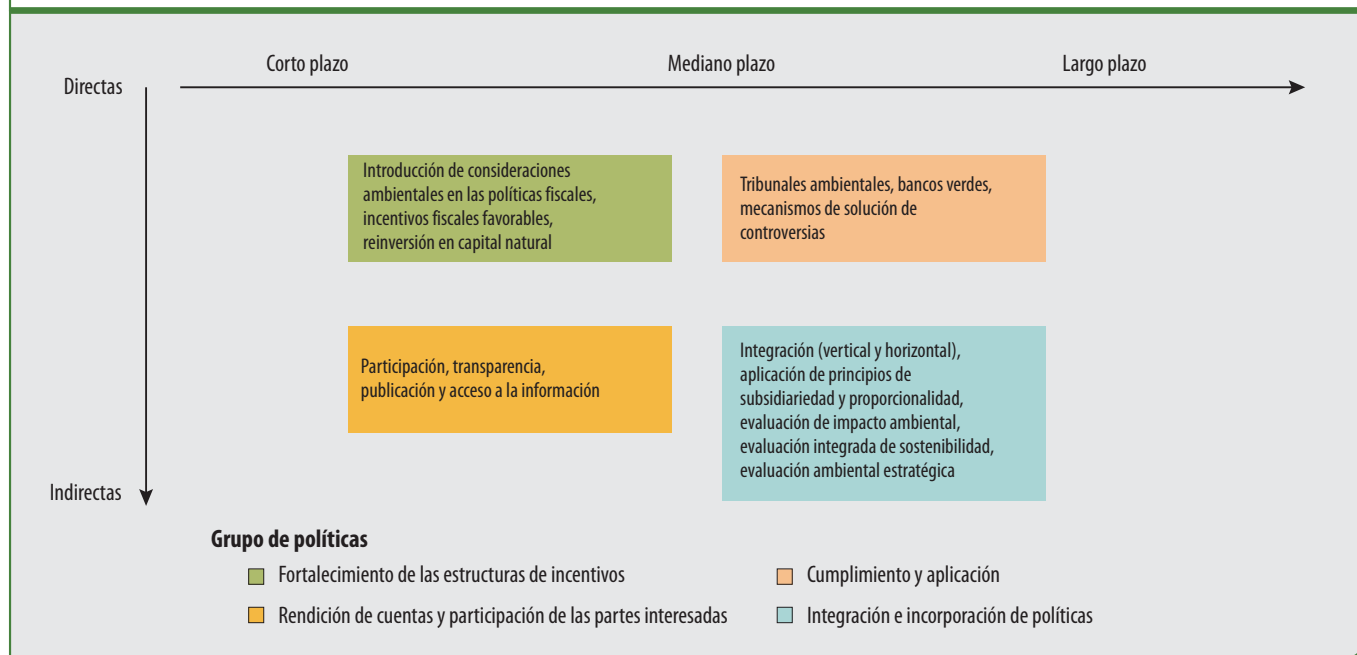 Corto plazo
Mediano plazo
Largo plazo
Directas
Introducción de consideraciones
ambientales en las políticas fiscales,
incentivos fiscales favorables,
reinversión en capital natural
Tribunales ambientales, bancos verdes,
mecanismos de solución de
controversias
Participación, transparencia,
publicación y acceso a la información
Integración (vertical y horizontal),
aplicación de principios de
subsidiariedad y proporcionalidad,
evaluación de impacto ambiental,
evaluación integrada de sostenibilidad,
evaluación ambiental estratégica
Indirectas
Grupo de políticas
Fortalecimiento de las estructuras de incentivos
Cumplimiento y aplicación
Rendición de cuentas y participación de las partes interesadas
Integración e incorporación de políticas